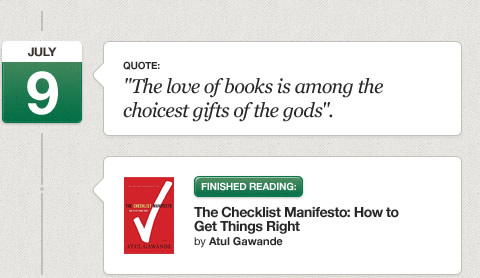 JULY
9
QUOTE:
"The love of books is among the
choicest gifts of the gods".
FINISHED READING:
THE CHECKLIST MANIFESTO
ATUL GAWANDE
The Checklist Manifesto: How to
Get Things Right
by Atul Gawande